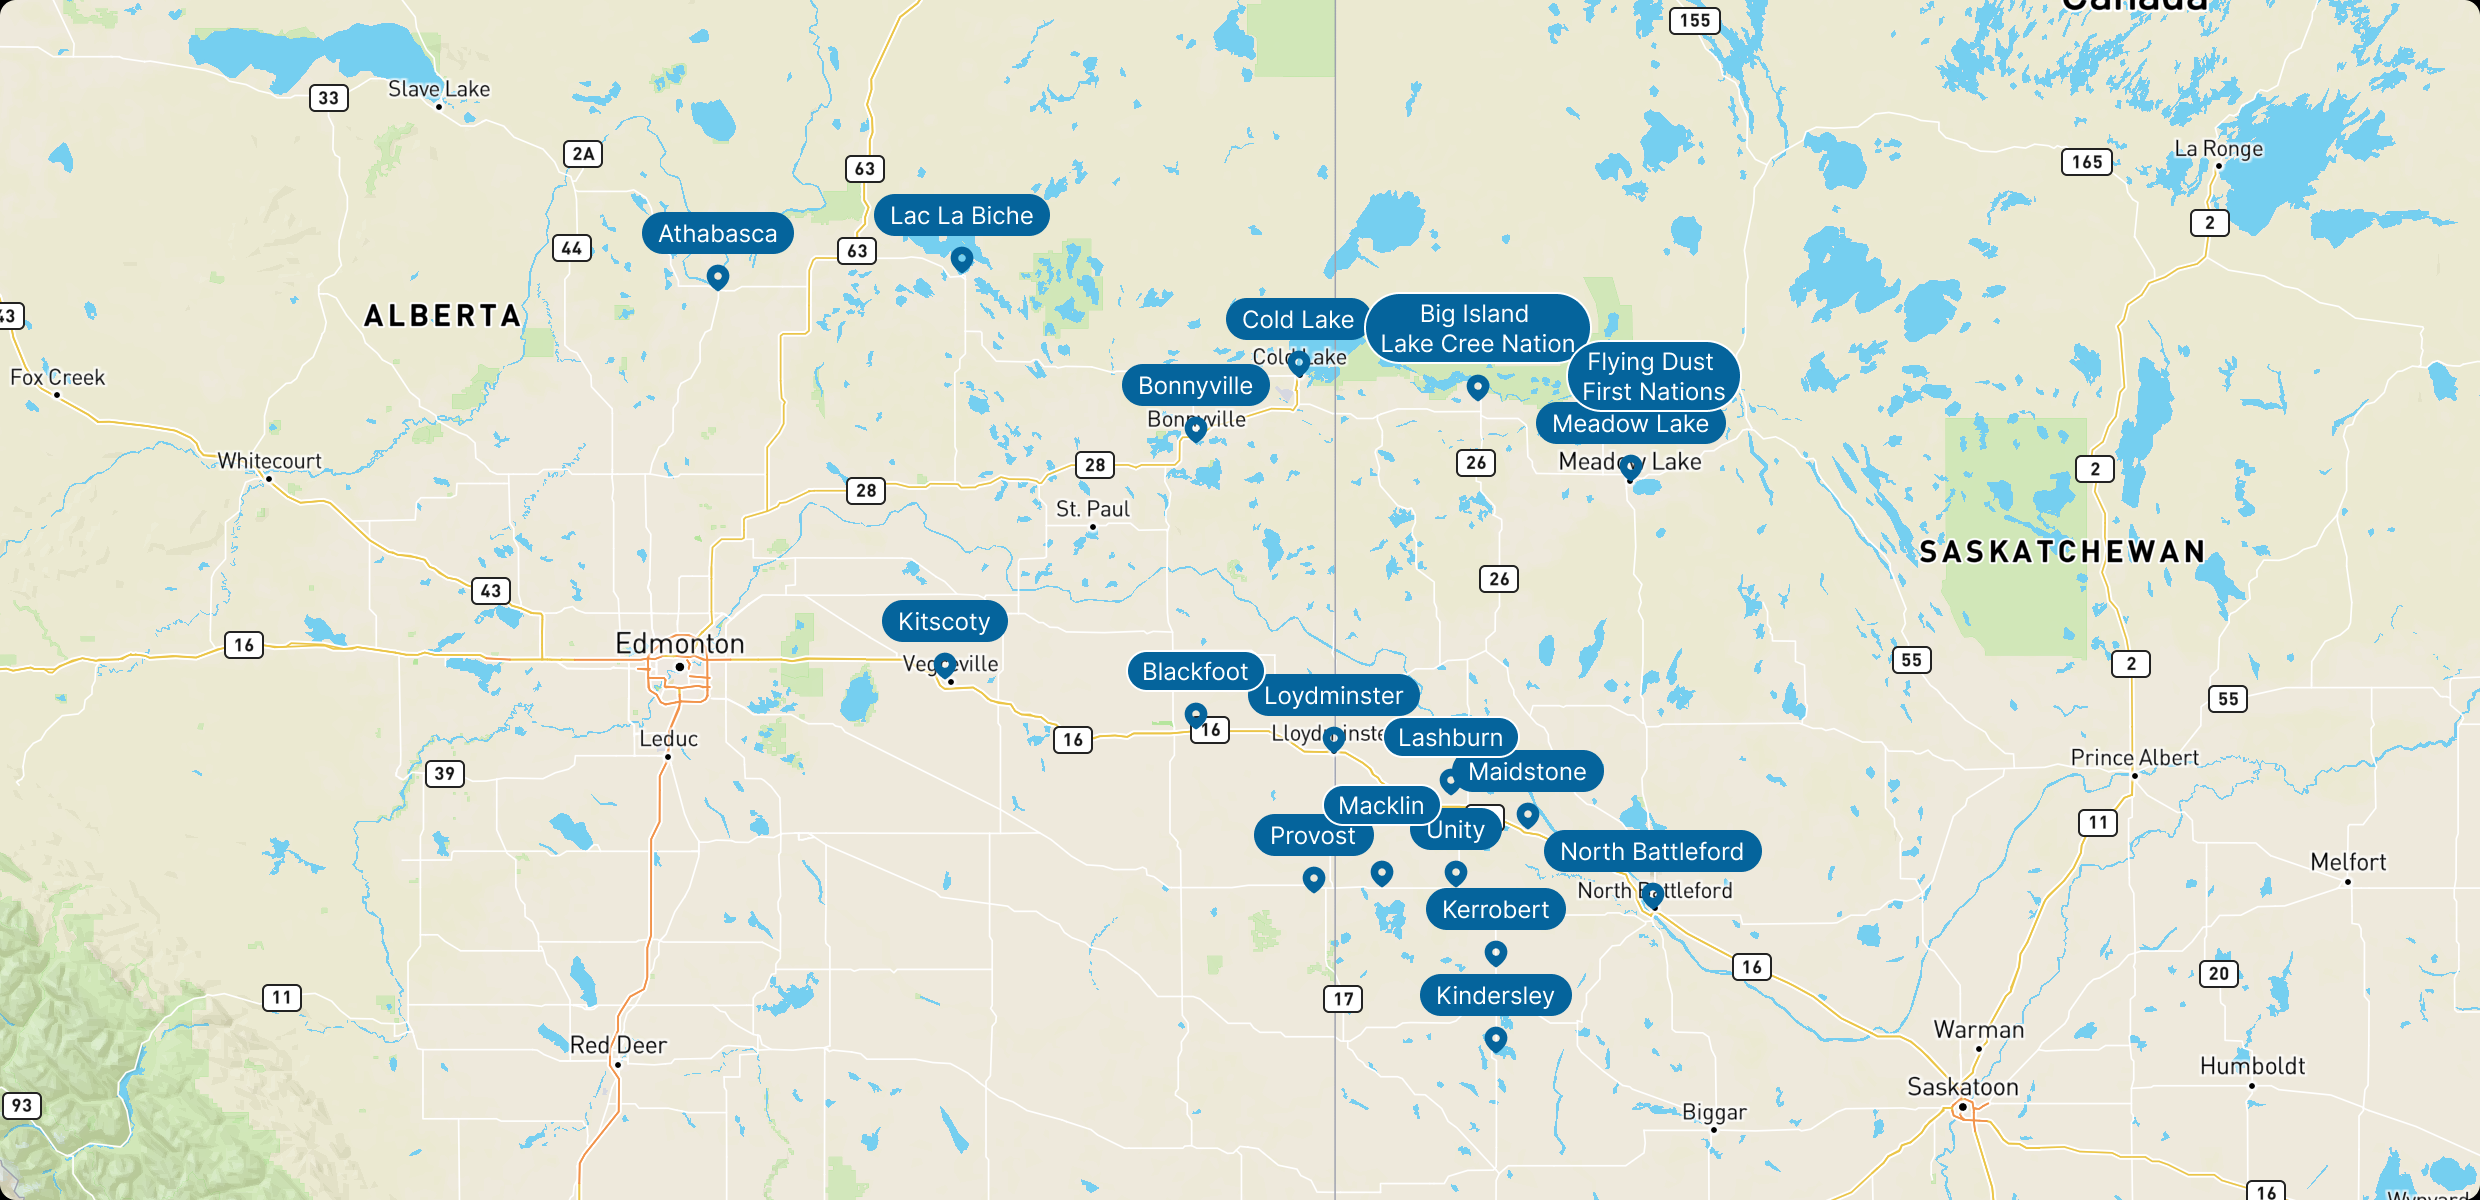 Canada
155
33
Slave Lake
2A
63
165
La Ronge
Lac La Biche
2
Athabasca
44
63
43
ALBERTA
Cold Lake
Big Island
Lake Cree Nation
Cold Lake
Flying Dust
First Nations
Fox Creek
Bonnyville
Bonnyville
Meadow Lake
Whitecourt
28
26
Meadow Lake
2
28
St. Paul
SASKATCHEWAN
26
43
Kitscoty
16
Edmonton
Vegreville
55
2
Blackfoot
Loydminster
55
16
16
Lloydminste
Lashburn
Leduc
Prince Albert
39
Maidstone
Macklin
11
Provost
Unity
North Battleford
Melfort
North Battleford
Kerrobert
16
20
11
17
Kindersley
Warman
Red Deer
Humboldt
Saskatoon
93
Biggar
16
Wynyard